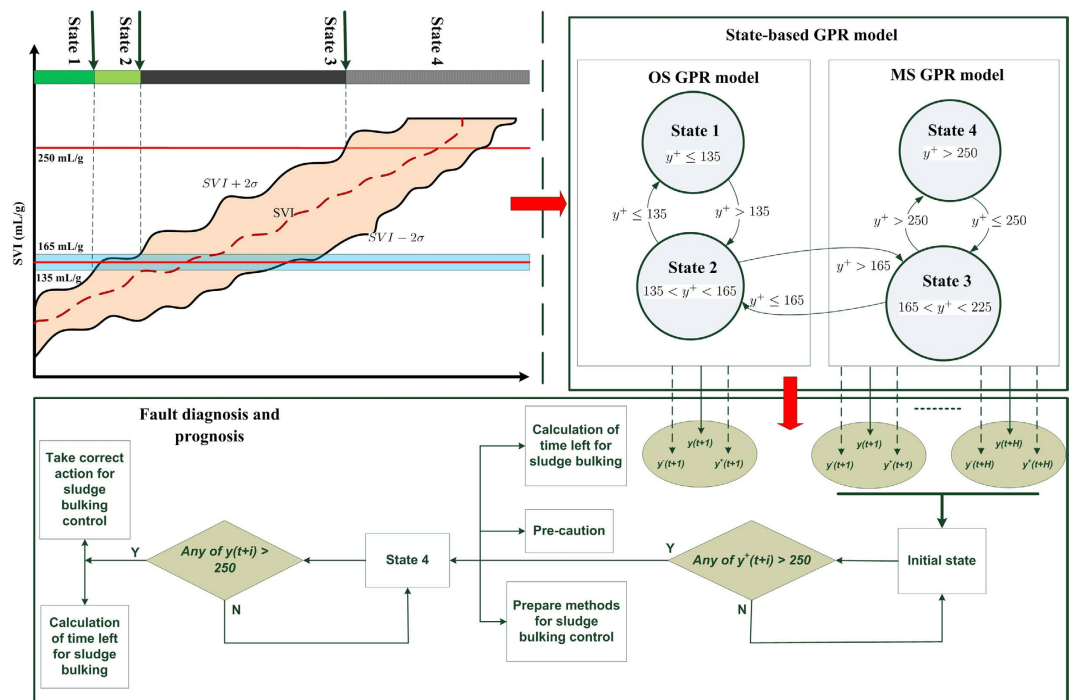 State 1
State 2
State 3
State 4
SVI (mL/g)
250 mL/g
165 mL/g
135 mL/g
SVI + 2σ
SVI
SVI − 2σ
State-based GPR model
OS GPR model
MS GPR model
State 1
y⁺ ≤ 135
State 4
y⁺ > 250
y⁺ ≤ 135
y⁺ > 135
y⁺ > 250
y⁺ ≤ 250
State 2
135 < y⁺ < 165
y⁺ > 165
y⁺ ≤ 165
State 3
165 < y⁺ < 225
Fault diagnosis and
prognosis
y(t+1)
y⁻(t+1)
y⁺(t+1)
y(t+1)
y⁻(t+1)
y⁺(t+1)
y(t+H)
y⁻(t+H)
y⁺(t+H)
Take correct
action for
sludge
bulking
control
Calculation of
time left for
sludge bulking
Pre-caution
Prepare methods
for sludge
bulking control
Y
Any of y(t+i) >
250
N
State 4
Y
Any of y⁺(t+i) > 250
N
Initial state
Calculation
of time left
for sludge
bulking